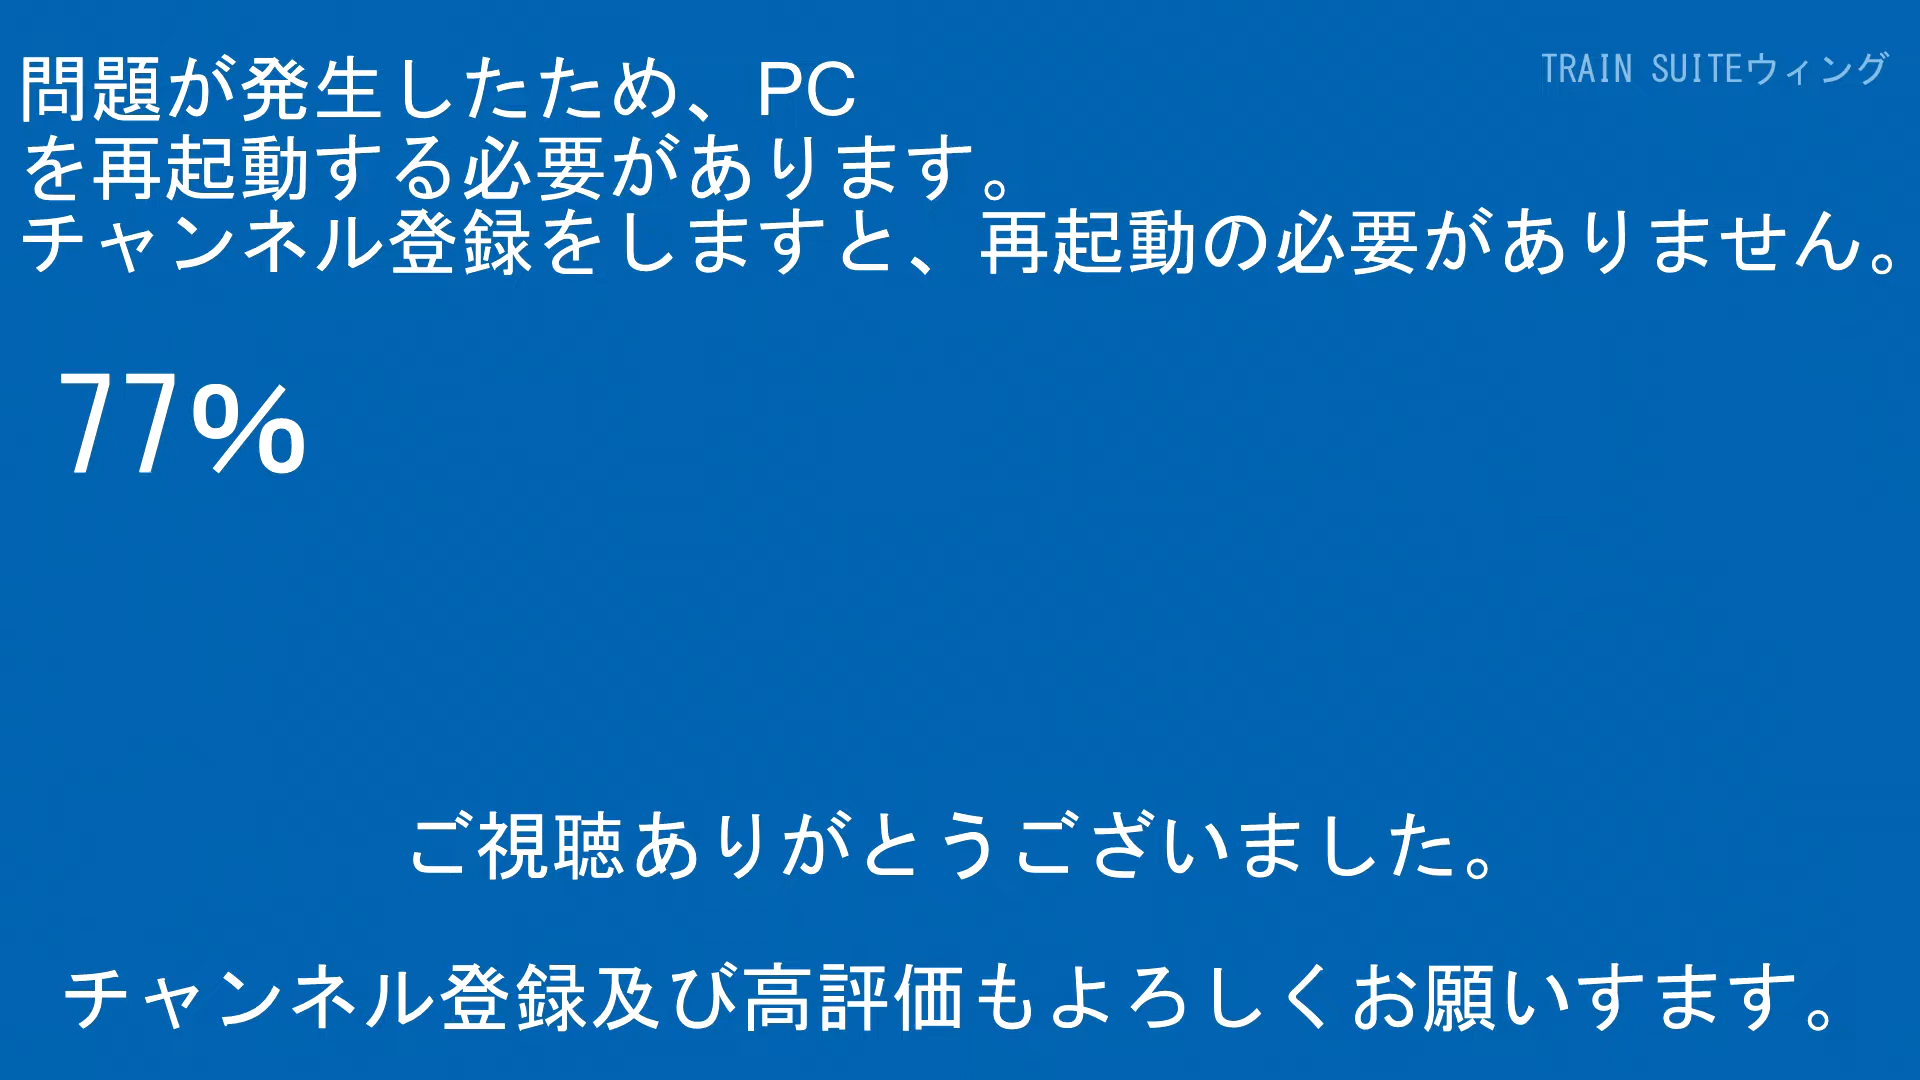 問題が発生したため、PC
を再起動する必要があります。
チャンネル登録をしますと、再起動の必要がありません。
TRAIN SUITEウィング
77%
ご視聴ありがとうございました。
チャンネル登録及び高評価もよろしくお願いすます。